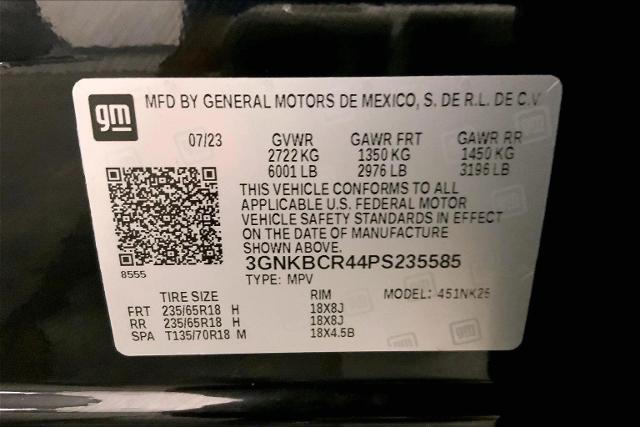 gm MFD BY GENERAL MOTORS DE MEXICO, S. DE R.L. DE C.V.
07/23 GVWR GAWR FRT GAWR RR
2722 KG 1350 KG 1450 KG
6001 LB 2976 LB 3196 LB
THIS VEHICLE CONFORMS TO ALL
APPLICABLE U.S. FEDERAL MOTOR
VEHICLE SAFETY STANDARDS IN EFFECT
ON THE DATE OF MANUFACTURE
SHOWN ABOVE.
3GNKBCR44PS235585
8555
TYPE: MPV
TIRE SIZE RIM MODEL: 451NK26
FRT 235/65R18 H 18X8J
RR 235/65R18 H 18X8J
SPA T135/70R18 M 18X4.5B